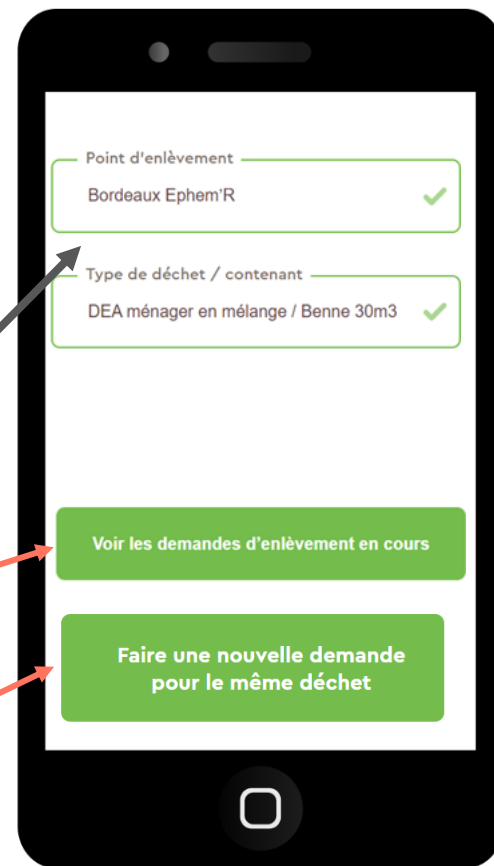 Point d'enlèvement
Bordeaux Ephem'R
Type de déchet / contenant
DEA ménager en mélange / Benne 30m3
Voir les demandes d'enlèvement en cours
Faire une nouvelle demande
pour le même déchet